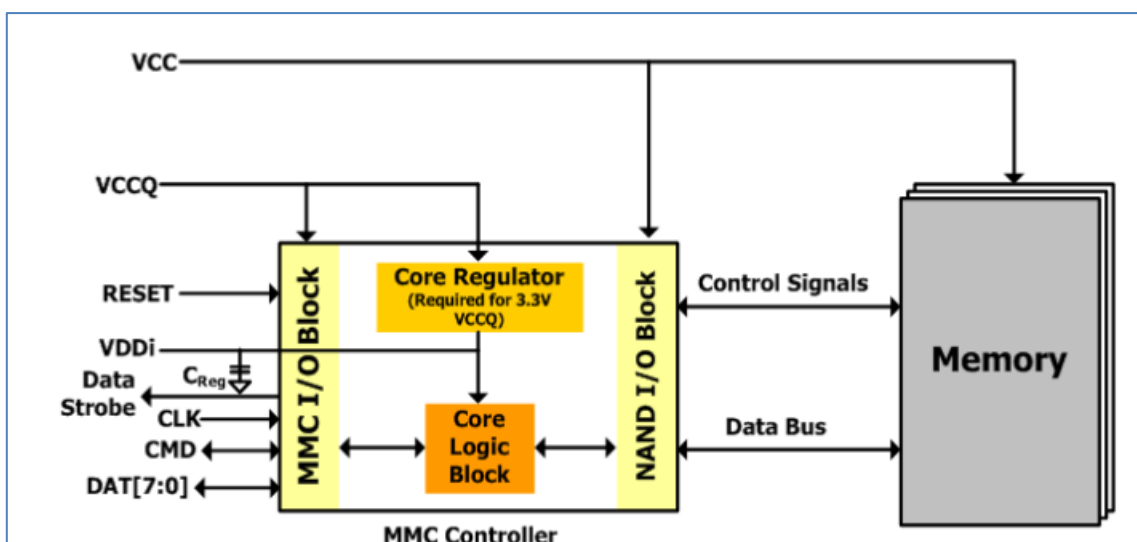 VCC
VCCQ
RESET
VDDi
CReg
Data
Strobe
CLK
CMD
DAT[7:0]
MMC I/O Block
Core Regulator
(Required for 3.3V
VCCQ)
Core
Logic
Block
NAND I/O Block
Control Signals
Data Bus
Memory
MMC Controller